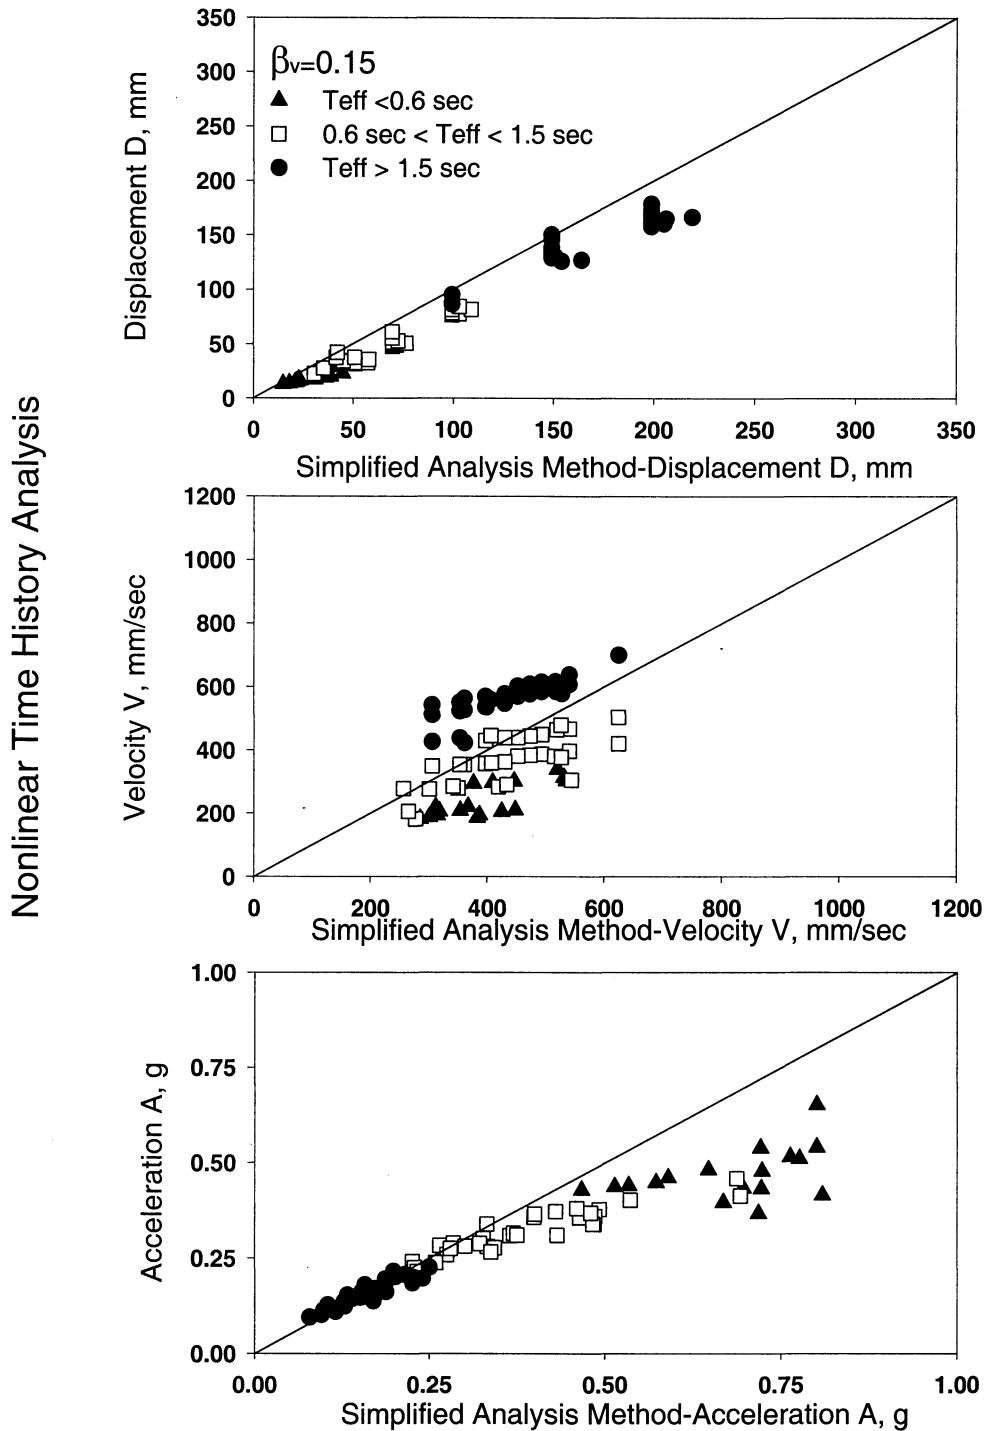 Nonlinear Time History Analysis
Displacement D, mm
350
300
250
200
150
100
50
0
βv=0.15
Teff <0.6 sec
0.6 sec < Teff < 1.5 sec
Teff > 1.5 sec
0 50 100 150 200 250 300 350
Simplified Analysis Method-Displacement D, mm
Velocity V, mm/sec
1200
1000
800
600
400
200
0
0 200 400 600 800 1000 1200
Simplified Analysis Method-Velocity V, mm/sec
Acceleration A, g
1.00
0.75
0.50
0.25
0.00
0.00 0.25 0.50 0.75 1.00
Simplified Analysis Method-Acceleration A, g